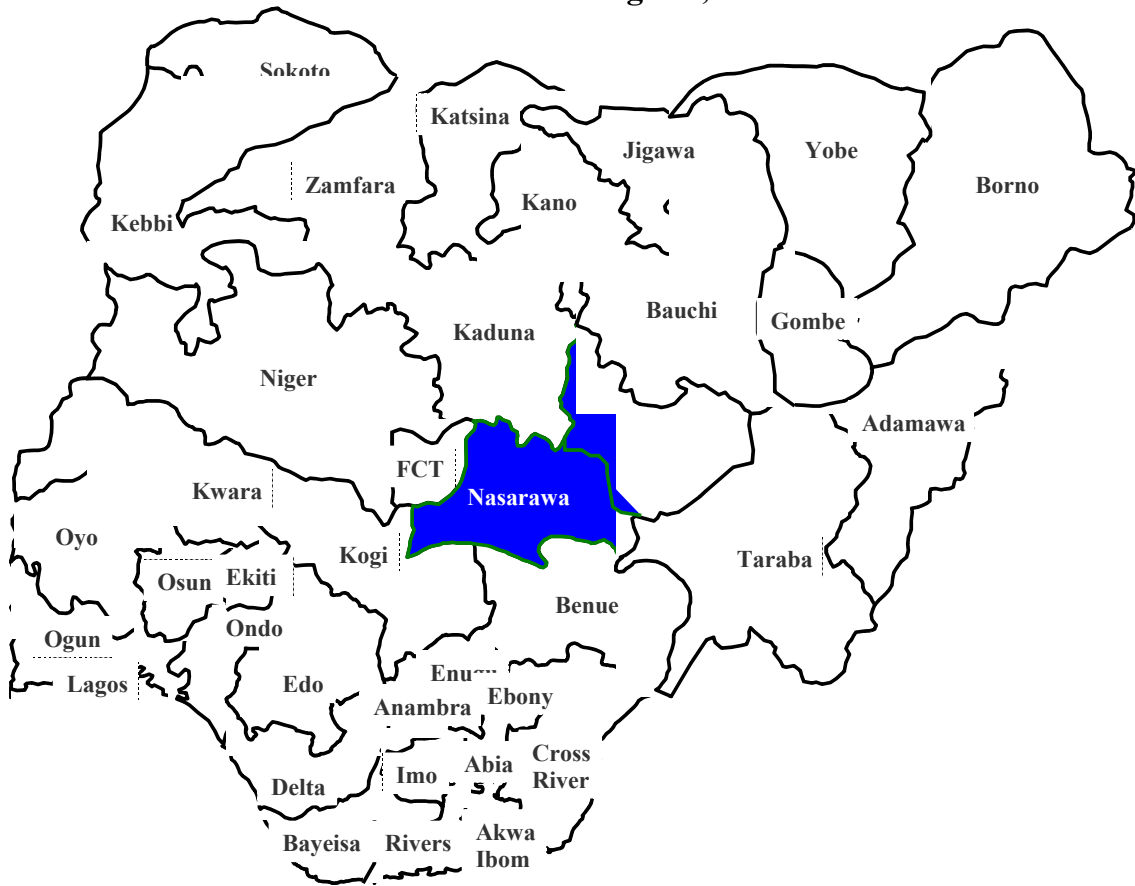 Sokoto
Katsina
Jigawa
Yobe
Borno
Zamfara
Kano
Kebbi
Bauchi
Gombe
Kaduna
Niger
Adamawa
FCT
Kwara
Nasarawa
Oyo
Kogi
Taraba
Osun
Ekiti
Benue
Ogun
Ondo
Lagos
Edo
Enugu
Ebony
Anambra
Cross
River
Imo
Abia
Delta
Bayeisa
Rivers
Akwa
Ibom